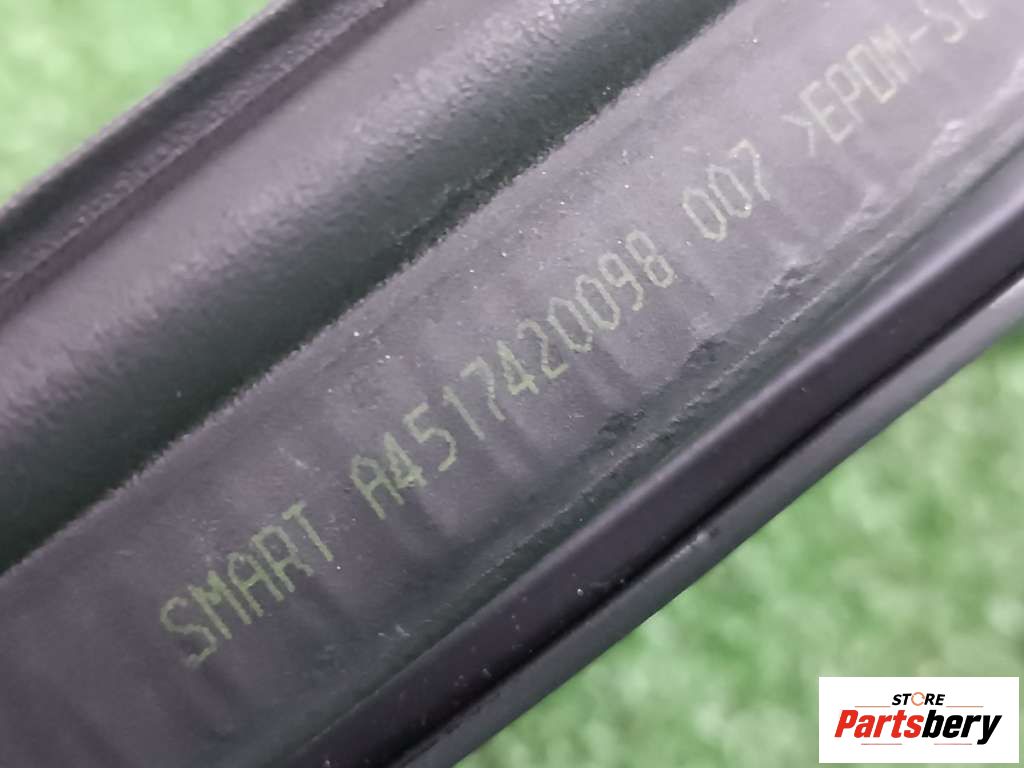 SMART A4517420098 007 >EPDM-S
STORE
Partsbery